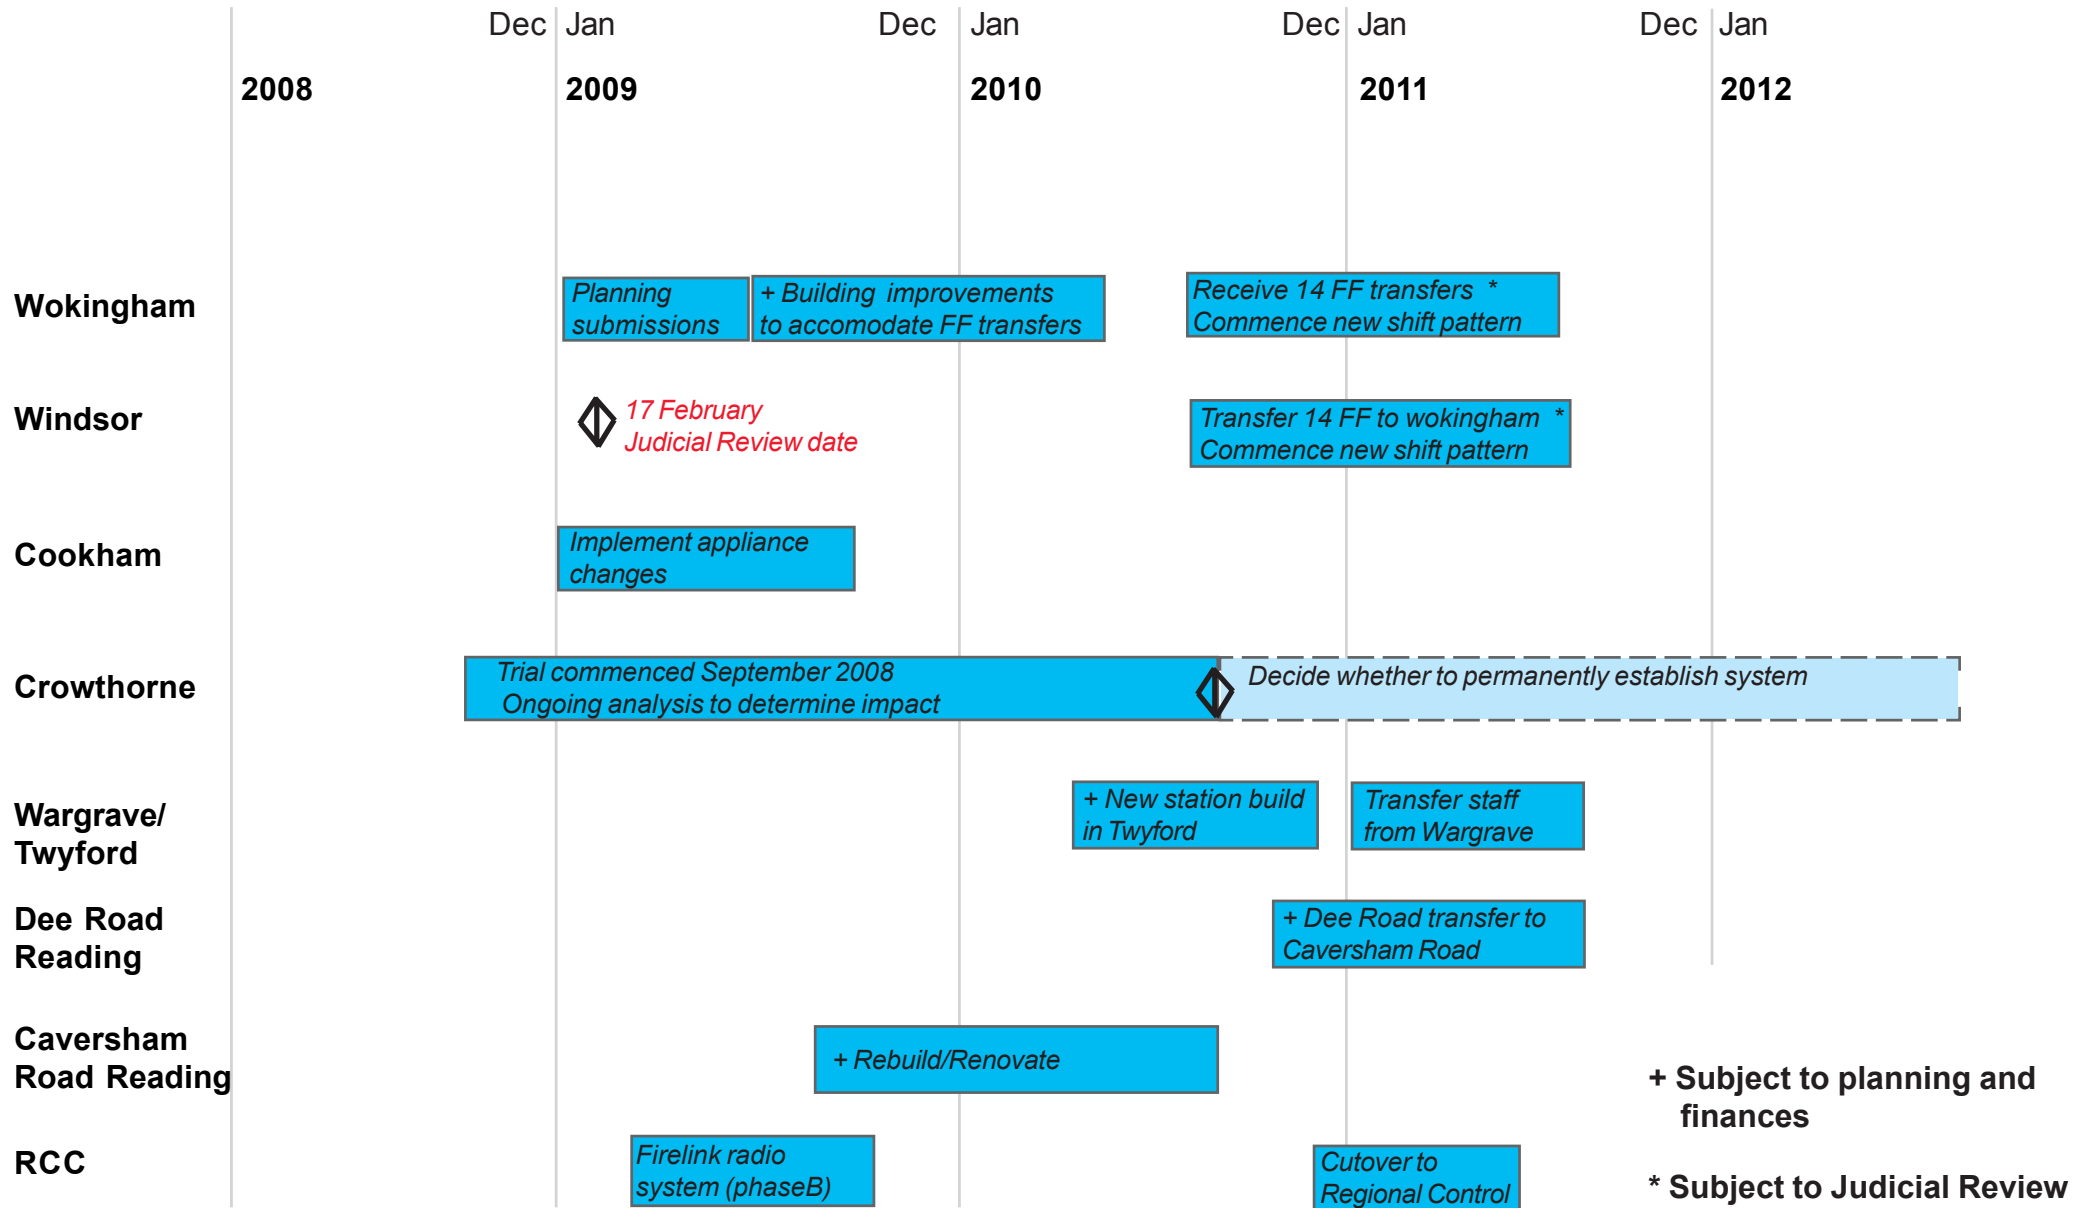 Dec Jan Dec Jan Dec Jan Dec Jan
2008 2009 2010 2011 2012
Wokingham
Planning
submissions
+ Building improvements
to accomodate FF transfers
Receive 14 FF transfers *
Commence new shift pattern
Windsor
17 February
Judicial Review date
Transfer 14 FF to wokingham *
Commence new shift pattern
Cookham
Implement appliance
changes
Crowthorne
Trial commenced September 2008
Ongoing analysis to determine impact
Decide whether to permanently establish system
Wargrave/
Twyford
+ New station build
in Twyford
Transfer staff
from Wargrave
Dee Road
Reading
+ Dee Road transfer to
Caversham Road
Caversham
Road Reading
+ Rebuild/Renovate
RCC
Firelink radio
system (phaseB)
Cutover to
Regional Control
+ Subject to planning and
finances
* Subject to Judicial Review